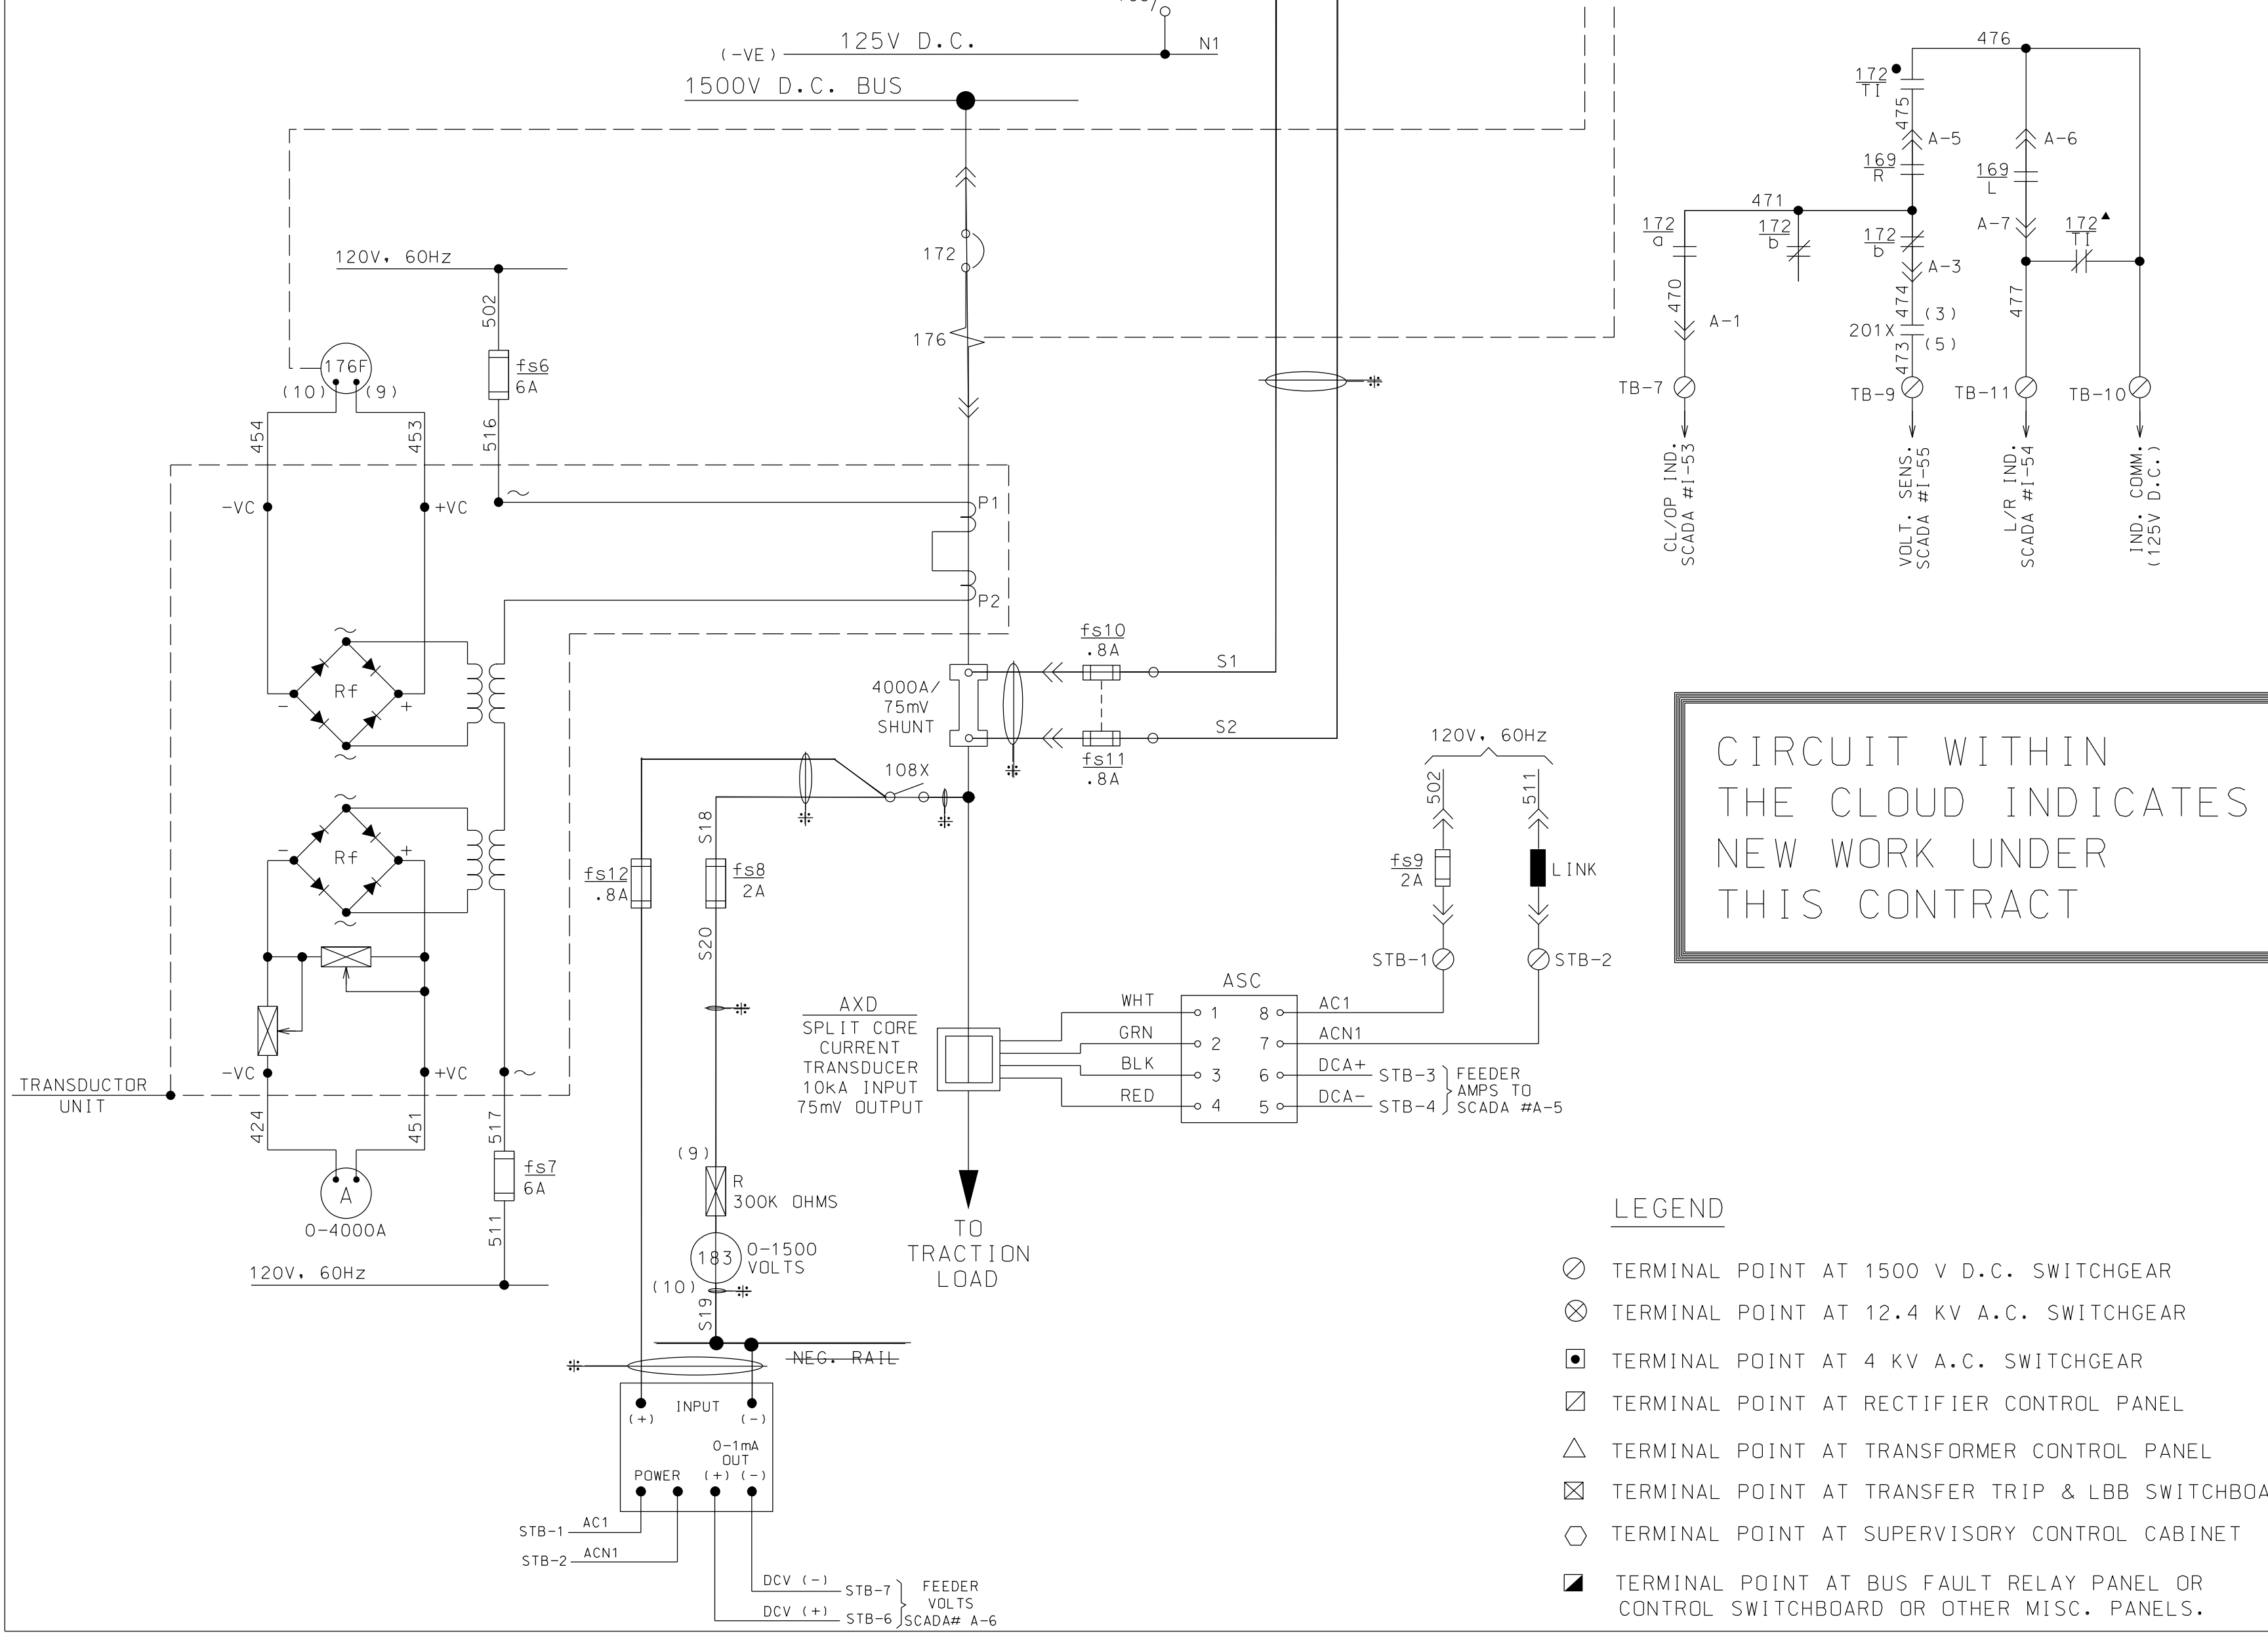 125V D.C.
(-VE)
N1
1500V D.C. BUS
172
176
120V, 60Hz
502
fs6
6A
516
176F
(10)
(9)
454
453
-VC
+VC
~
P1
P2
~
Rf
-
+
~
4000A/
75mV
SHUNT
fs10
.8A
S1
S2
fs11
.8A
108X
~
-
Rf
+
~
fs12
.8A
S18
fs8
2A
S20
-VC
+VC
~
TRANSDUCTOR
UNIT
424
451
517
fs7
6A
511
A
0-4000A
120V, 60Hz
AXD
SPLIT CORE
CURRENT
TRANSDUCER
10kA INPUT
75mV OUTPUT
WHT
GRN
BLK
RED
ASC
1
2
3
4
8
7
6
5
AC1
ACN1
DCA+
DCA-
STB-3
STB-4
FEEDER
AMPS TO
SCADA #A-5
120V, 60Hz
502
511
fs9
2A
LINK
STB-1
STB-2
(9)
R
300K OHMS
183
0-1500
VOLTS
(10)
S19
NEG. RAIL
TO
TRACTION
LOAD
INPUT
(+)
(-)
0-1mA
OUT
POWER
(+)
(-)
STB-1
AC1
STB-2
ACN1
DCV (-)
STB-7
DCV (+)
STB-6
FEEDER
VOLTS
SCADA# A-6
476
172
TI
475
A-5
A-6
169
R
169
L
471
172
a
172
b
172
b
A-7
172
TI
A-3
470
A-1
474
(3)
201X
(5)
473
477
TB-7
TB-9
TB-11
TB-10
CL/OP IND.
SCADA #I-53
VOLT. SENS.
SCADA #I-55
L/R IND.
SCADA #I-54
IND. COMM.
(125V D.C.)
CIRCUIT WITHIN
THE CLOUD INDICATES
NEW WORK UNDER
THIS CONTRACT
LEGEND
TERMINAL POINT AT 1500 V D.C. SWITCHGEAR
TERMINAL POINT AT 12.4 KV A.C. SWITCHGEAR
TERMINAL POINT AT 4 KV A.C. SWITCHGEAR
TERMINAL POINT AT RECTIFIER CONTROL PANEL
TERMINAL POINT AT TRANSFORMER CONTROL PANEL
TERMINAL POINT AT TRANSFER TRIP & LBB SWITCHBOA
TERMINAL POINT AT SUPERVISORY CONTROL CABINET
TERMINAL POINT AT BUS FAULT RELAY PANEL OR
CONTROL SWITCHBOARD OR OTHER MISC. PANELS.